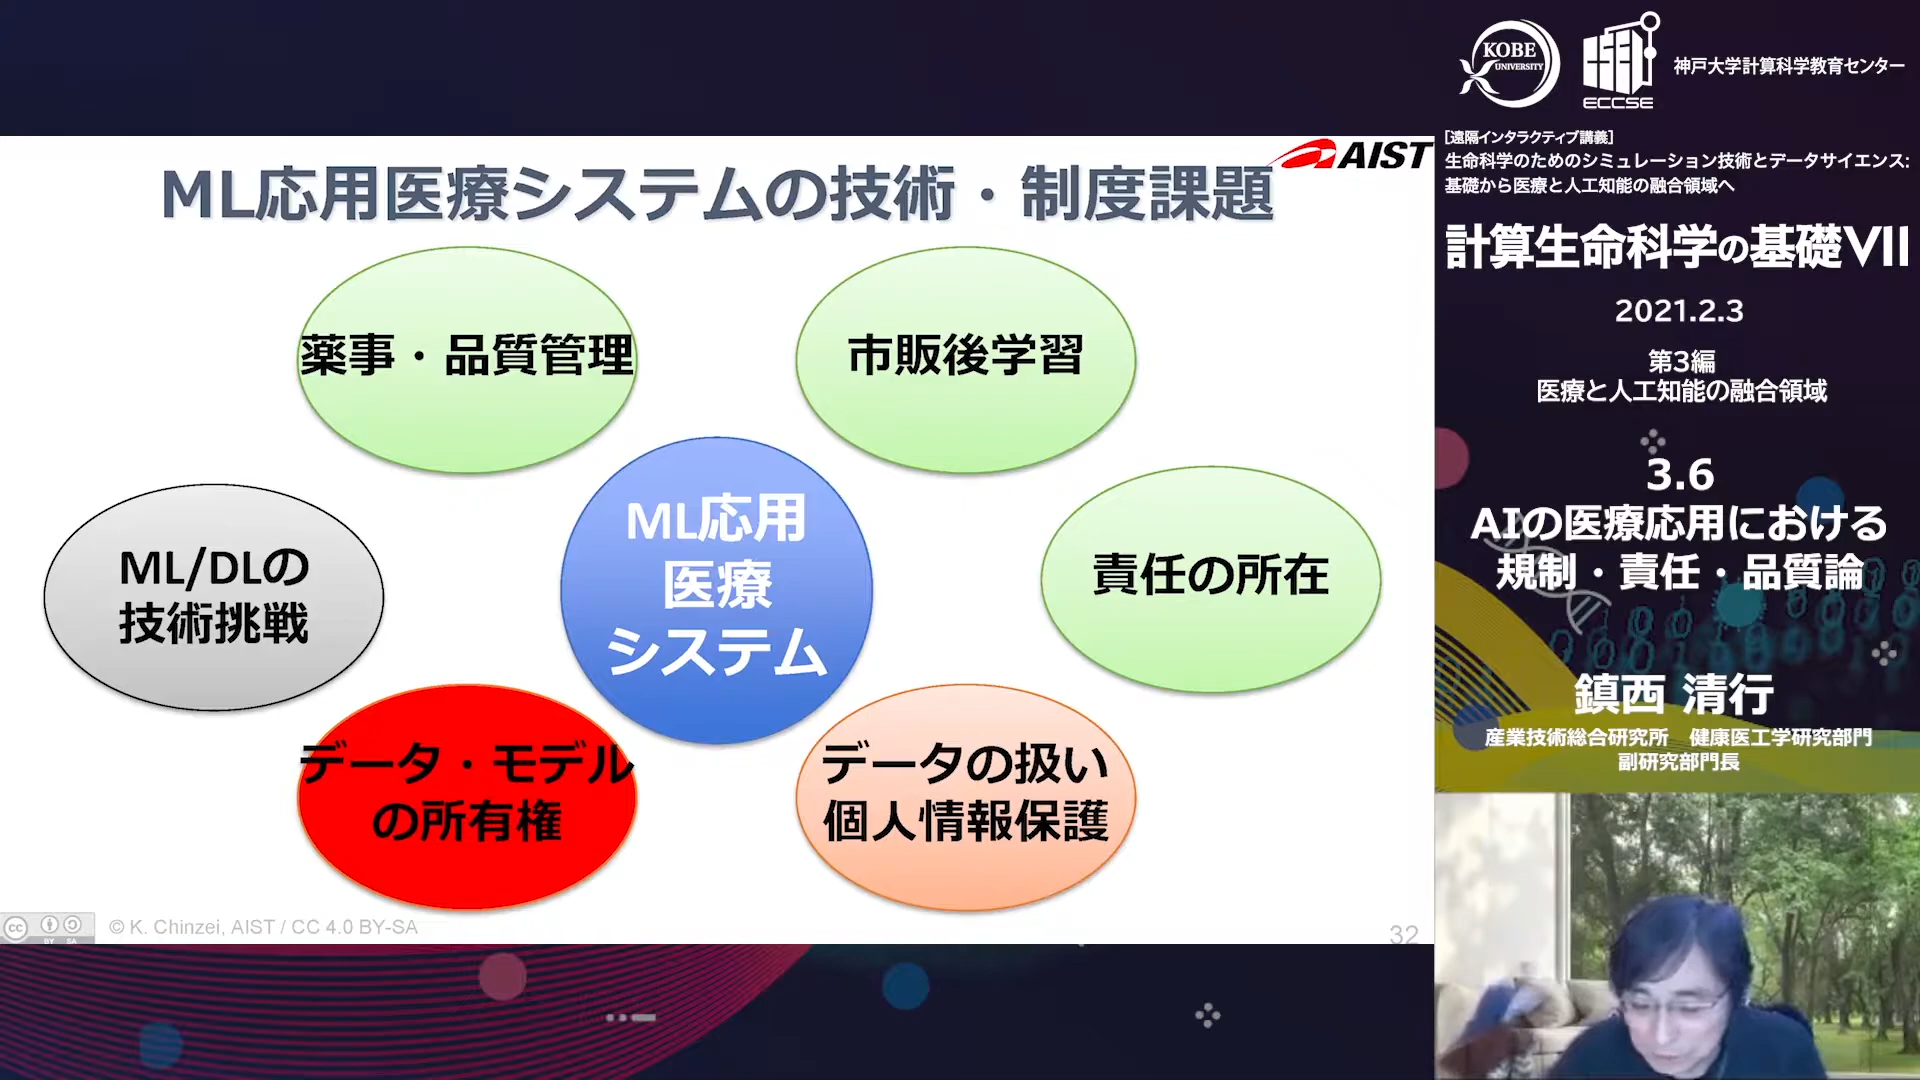 ML応用医療システムの技術・制度課題
AIST
薬事・品質管理
市販後学習
ML/DLの
技術挑戦
ML応用
医療
システム
責任の所在
データ・モデル
の所有権
データの扱い
個人情報保護
cc
BY SA
© K. Chinzei, AIST / CC 4.0 BY-SA
32
KOBE
UNIVERSITY
ECCSE
神戸大学計算科学教育センター
[遠隔インタラクティブ講義]
生命科学のためのシミュレーション技術とデータサイエンス:
基礎から医療と人工知能の融合領域へ
計算生命科学の基礎VII
2021.2.3
第3編
医療と人工知能の融合領域
3.6
AIの医療応用における
規制・責任・品質論
鎮西 清行
産業技術総合研究所 健康医工学研究部門
副研究部門長